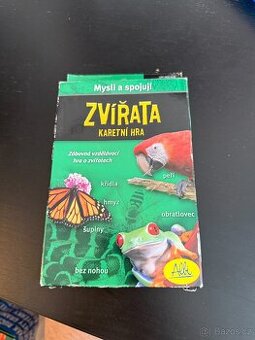 Mysli a spojuj
ZVÍŘATA
KARETNÍ HRA
Zábavná vzdělávací
hra o zvířatech
peří
křídla
hmyz
obratlovec
šupiny
bez nohou
Albi